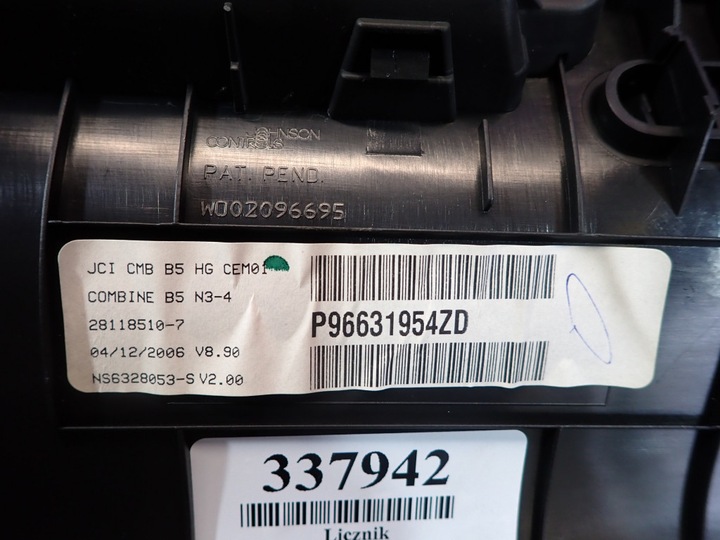 JOHNSON
CONTROLS
PAT. PEND.
W002096695
JCI CMB B5 HG CEM01
COMBINE B5 N3-4
28118510-7
04/12/2006 V8.90
NS6328053-S V2.00
P96631954ZD
337942
Licznik